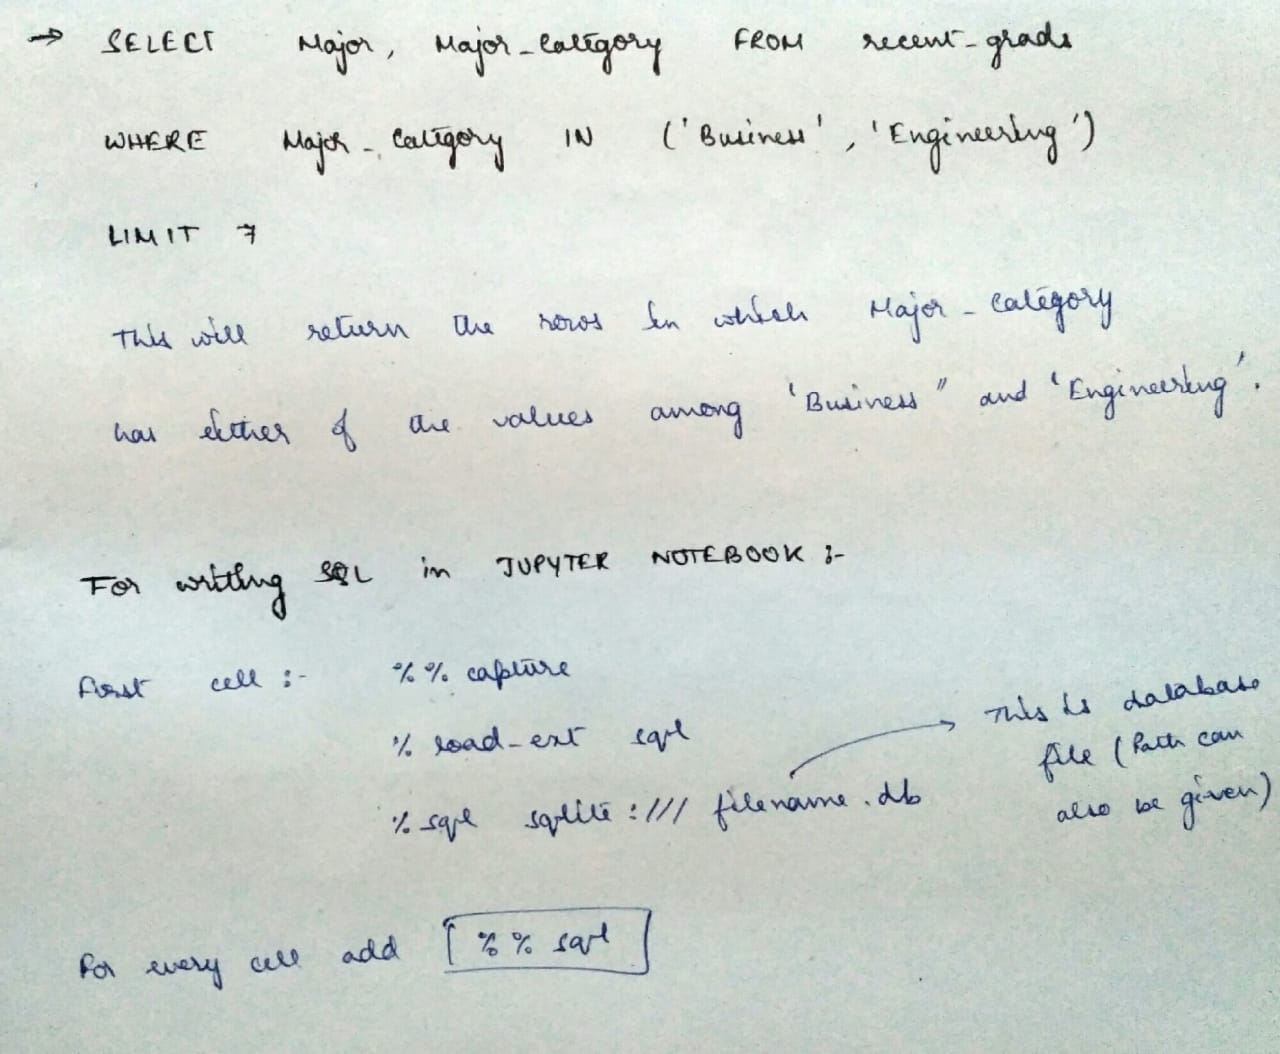 → SELECT Major, Major_Category FROM recent_grads
WHERE Major_Category IN ('Business', 'Engineering')
LIMIT 7
This will return the rows in which Major_Category
has either of the values among 'Business" and 'Engineering'.
For writing SQL in JUPYTER NOTEBOOK :-
First cell :- %% capture
% load_ext sql
% sql sqlite:/// filename.db
This is database
file (Path can
also be given)
For every cell add %% sql